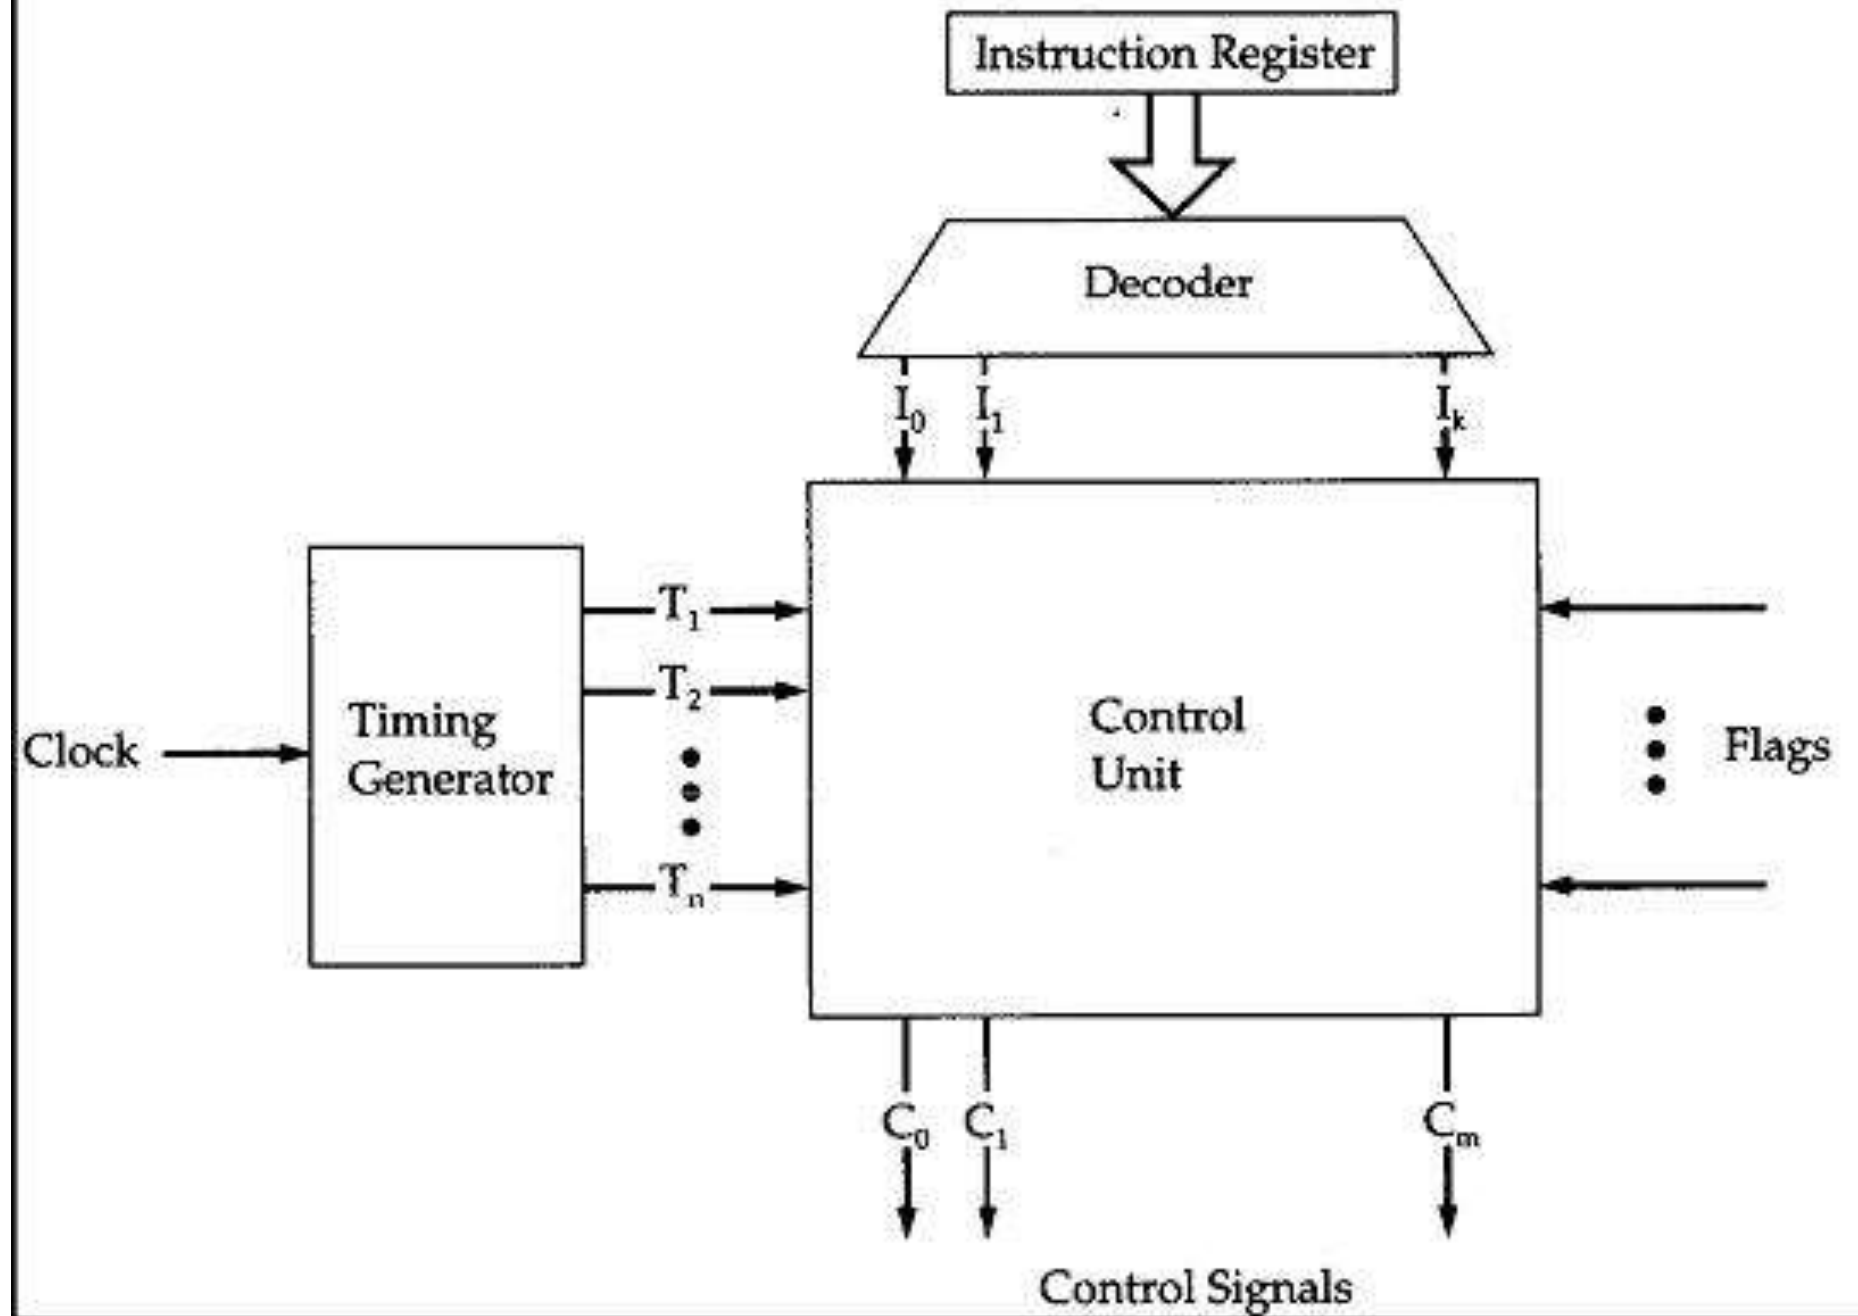 Instruction Register
Decoder
I₀ I₁ Iₖ
T₁
T₂
Timing
Generator
Clock
Tₙ
Control
Unit
Flags
C₀ C₁ Cₘ
Control Signals